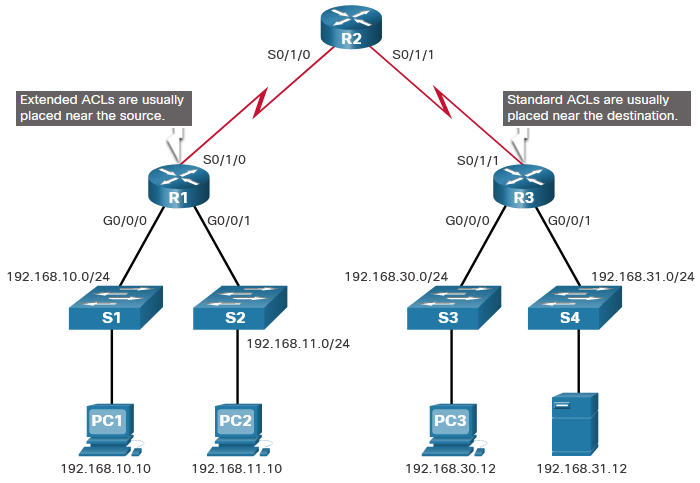 R2
S0/1/0
S0/1/1
Extended ACLs are usually
placed near the source.
Standard ACLs are usually
placed near the destination.
S0/1/0
S0/1/1
R1
R3
G0/0/0
G0/0/1
G0/0/0
G0/0/1
192.168.10.0/24
192.168.30.0/24
192.168.31.0/24
S1
S2
S3
S4
192.168.11.0/24
PC1
PC2
PC3
192.168.10.10
192.168.11.10
192.168.30.12
192.168.31.12